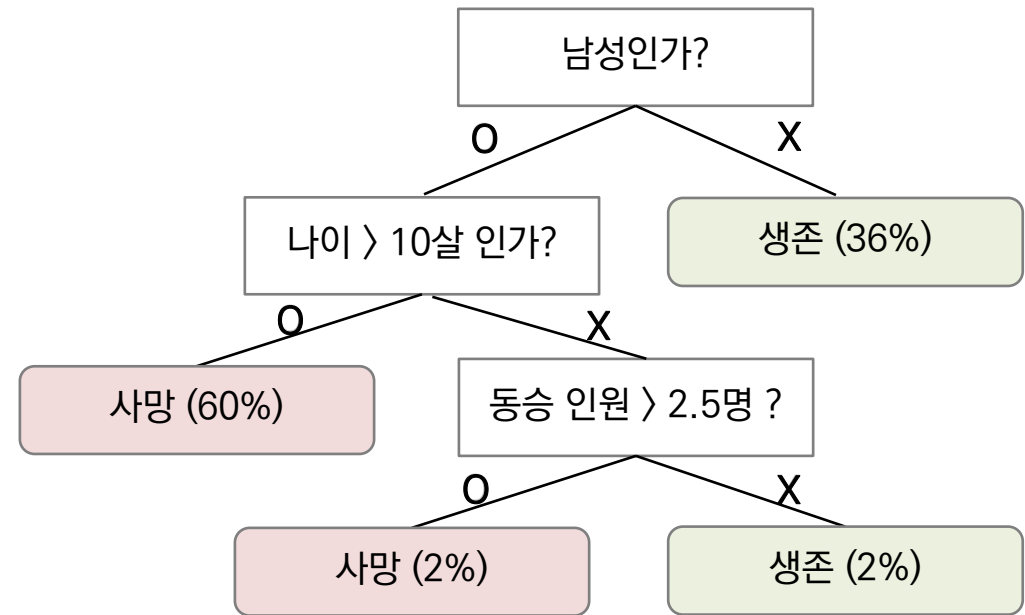 남성인가?
O
X
나이 > 10살 인가?
생존 (36%)
O
X
사망 (60%)
동승 인원 > 2.5명 ?
O
X
사망 (2%)
생존 (2%)